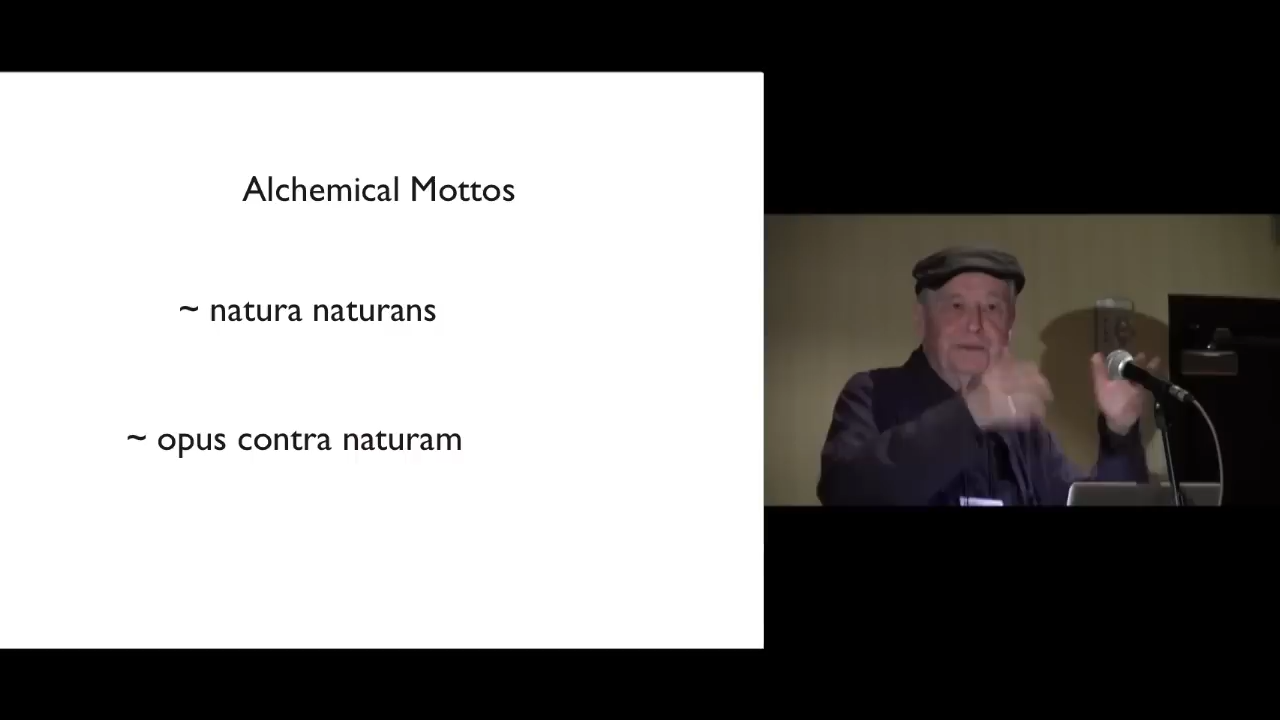 Alchemical Mottos
~ natura naturans
~ opus contra naturam